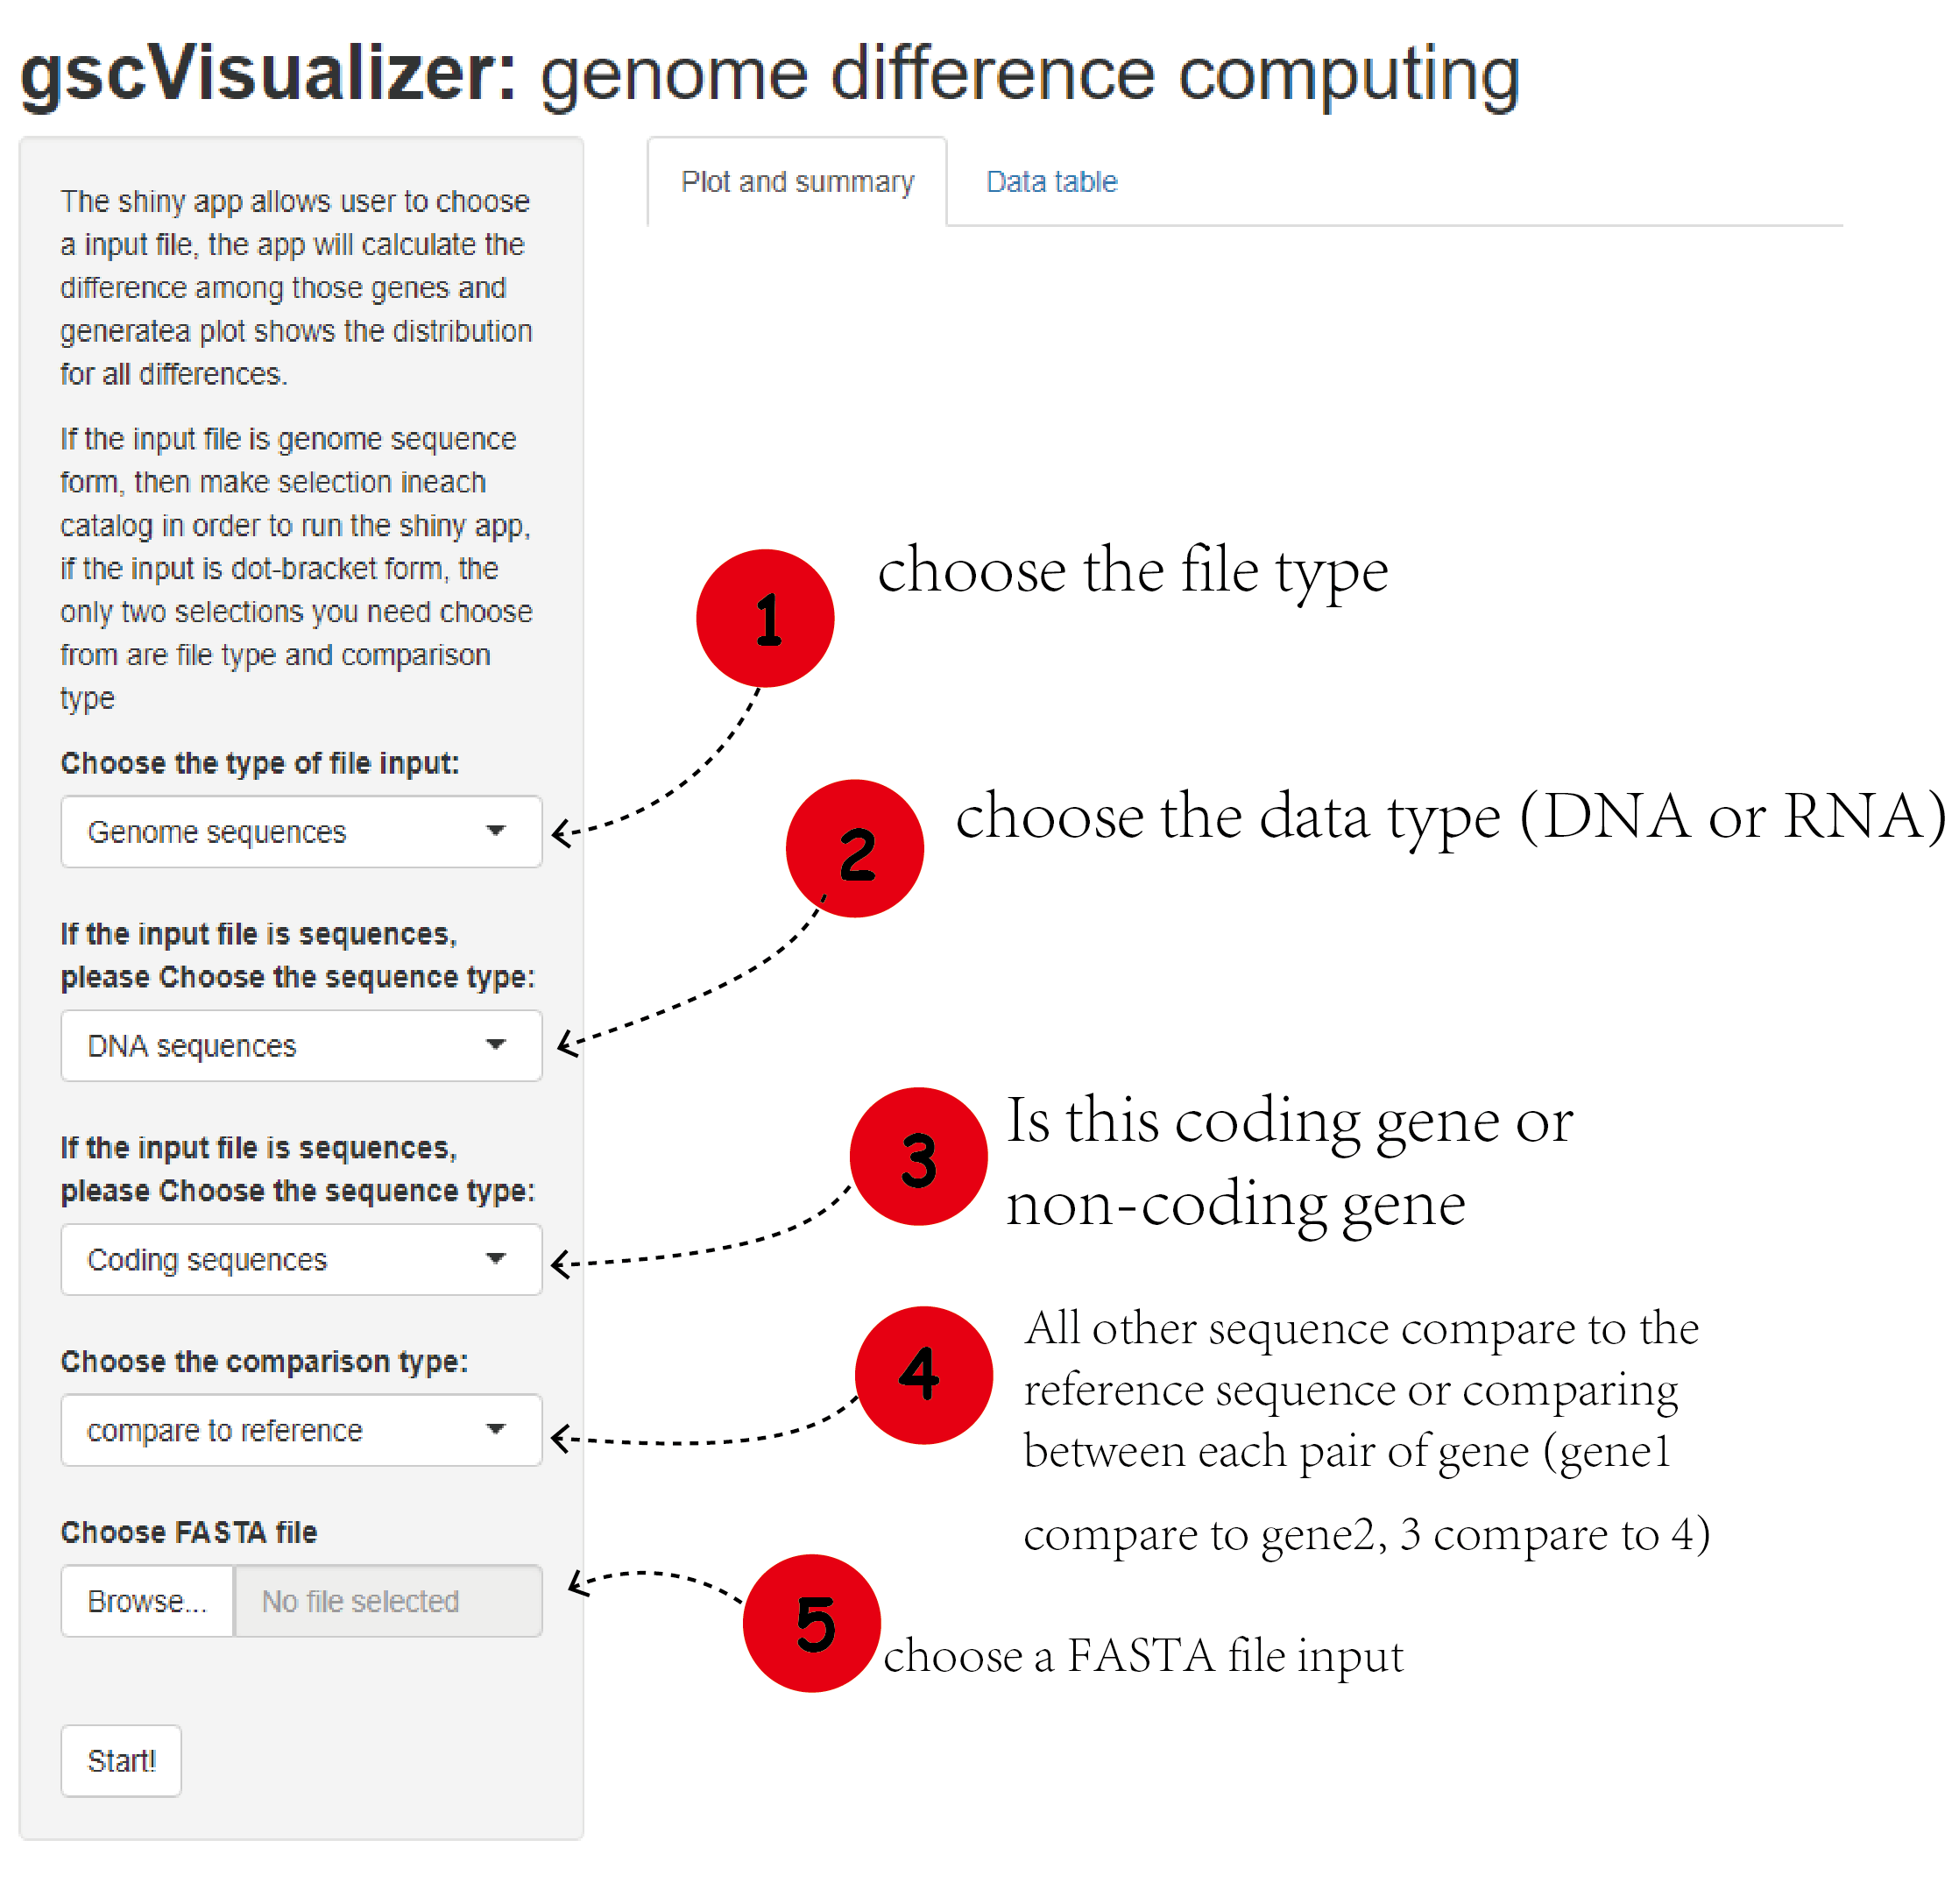 gscVisualizer: genome difference computing
The shiny app allows user to choose
a input file, the app will calculate the
difference among those genes and
generatea plot shows the distribution
for all differences.
If the input file is genome sequence
form, then make selection ineach
catalog in order to run the shiny app,
if the input is dot-bracket form, the
only two selections you need choose
from are file type and comparison
type
Choose the type of file input:
Genome sequences
If the input file is sequences,
please Choose the sequence type:
DNA sequences
If the input file is sequences,
please Choose the sequence type:
Coding sequences
Choose the comparison type:
compare to reference
Choose FASTA file
Browse... No file selected
Start!
Plot and summary Data table
1 choose the file type
2 choose the data type (DNA or RNA)
3 Is this coding gene or
non-coding gene
4 All other sequence compare to the
reference sequence or comparing
between each pair of gene (gene1
compare to gene2, 3 compare to 4)
5 choose a FASTA file input